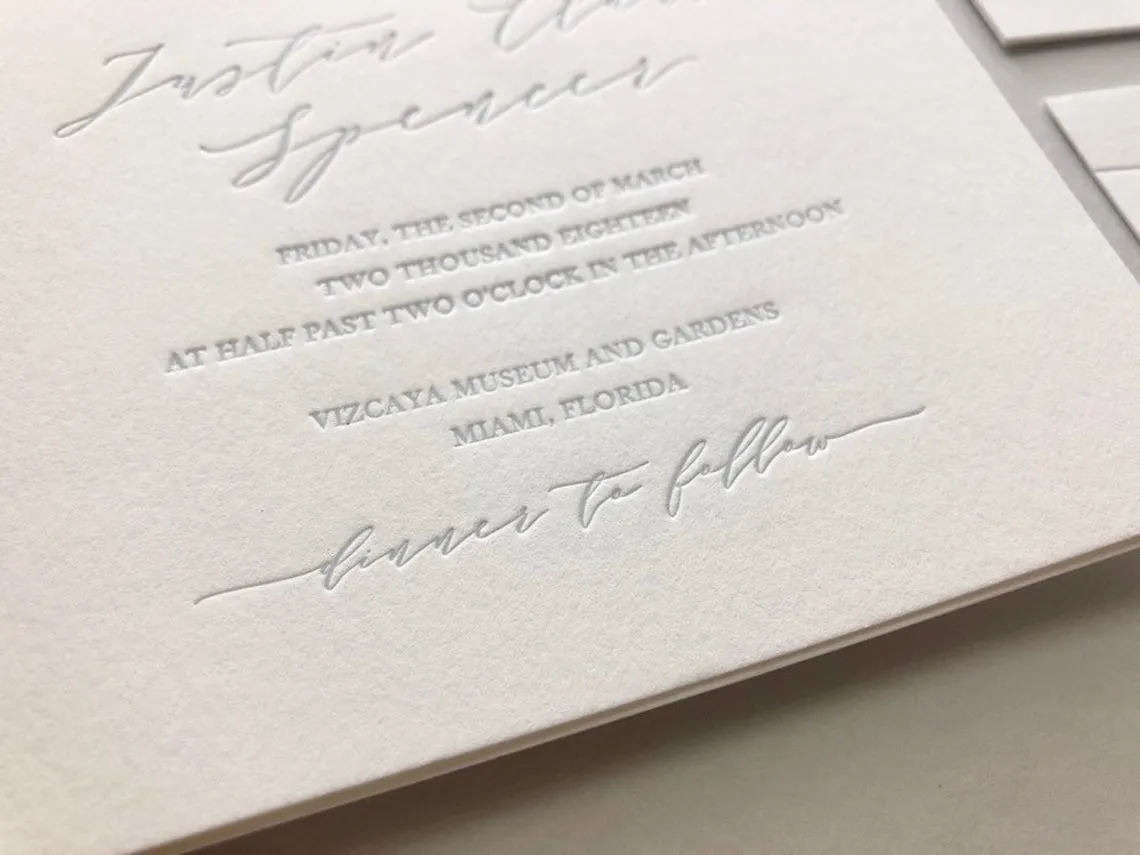 Justin
Spencer
FRIDAY, THE SECOND OF MARCH
TWO THOUSAND EIGHTEEN
AT HALF PAST TWO O'CLOCK IN THE AFTERNOON
VIZCAYA MUSEUM AND GARDENS
MIAMI, FLORIDA
dinner to follow